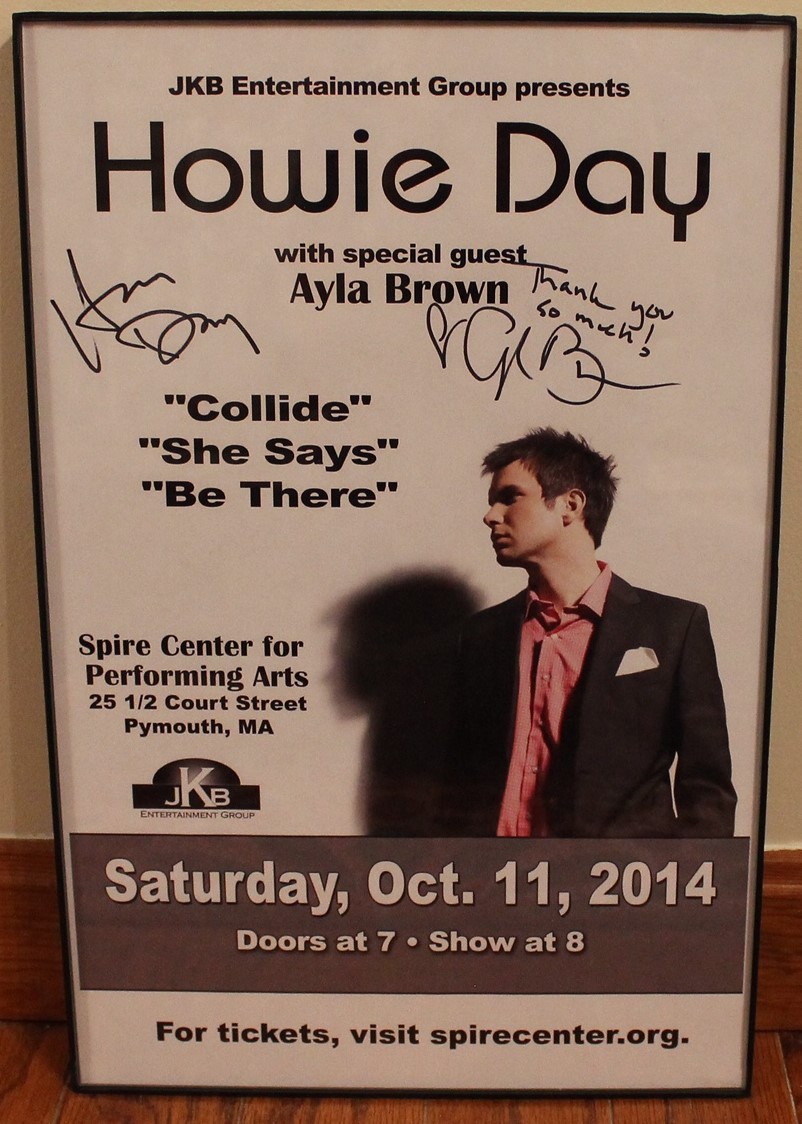 JKB Entertainment Group presents
Howie Day
with special guest
Ayla Brown
Thank you
so much!
Howie Day
"Collide"
"She Says"
"Be There"
Spire Center for
Performing Arts
25 1/2 Court Street
Pymouth, MA
JKB
ENTERTAINMENT GROUP
Saturday, Oct. 11, 2014
Doors at 7 • Show at 8
For tickets, visit spirecenter.org.